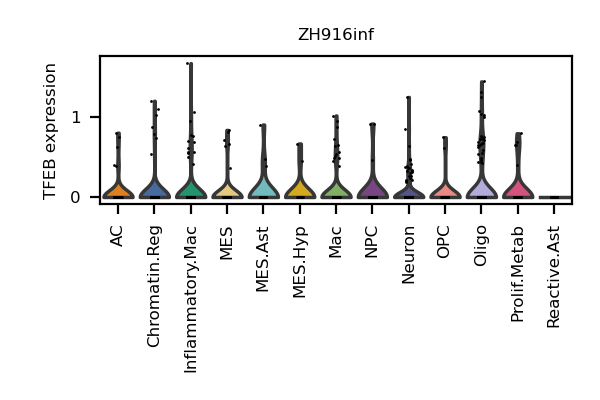 ZH916inf
TFEB expression
1
0
AC
Chromatin.Reg
Inflammatory.Mac
MES
MES.Ast
MES.Hyp
Mac
NPC
Neuron
OPC
Oligo
Prolif.Metab
Reactive.Ast